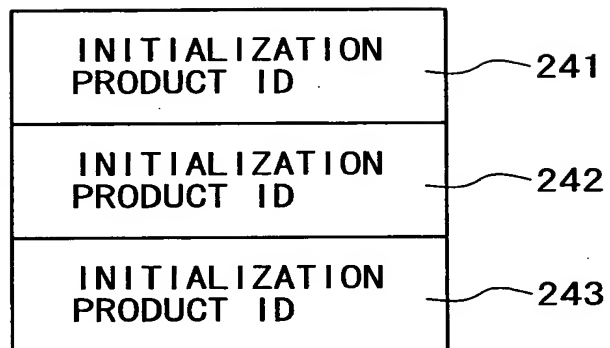 INITIALIZATION
PRODUCT ID
241
INITIALIZATION
PRODUCT ID
242
INITIALIZATION
PRODUCT ID
243